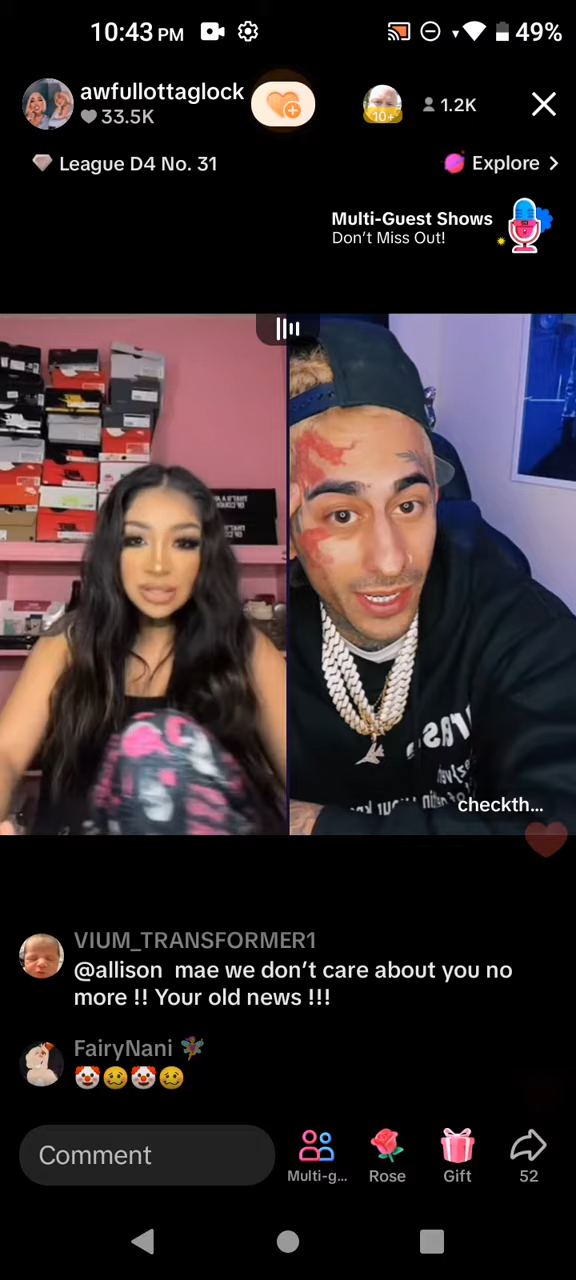 10:43 PM
49%
awfullottaglock
33.5K
10+
1.2K
League D4 No. 31
Explore >
Multi-Guest Shows
Don't Miss Out!
checkth...
VIUM_TRANSFORMER1
@allison  mae we don't care about you no
more !! Your old news !!!
FairyNani 🧚
🤡🥴🤡🥴
Comment
Multi-g...
Rose
Gift
52